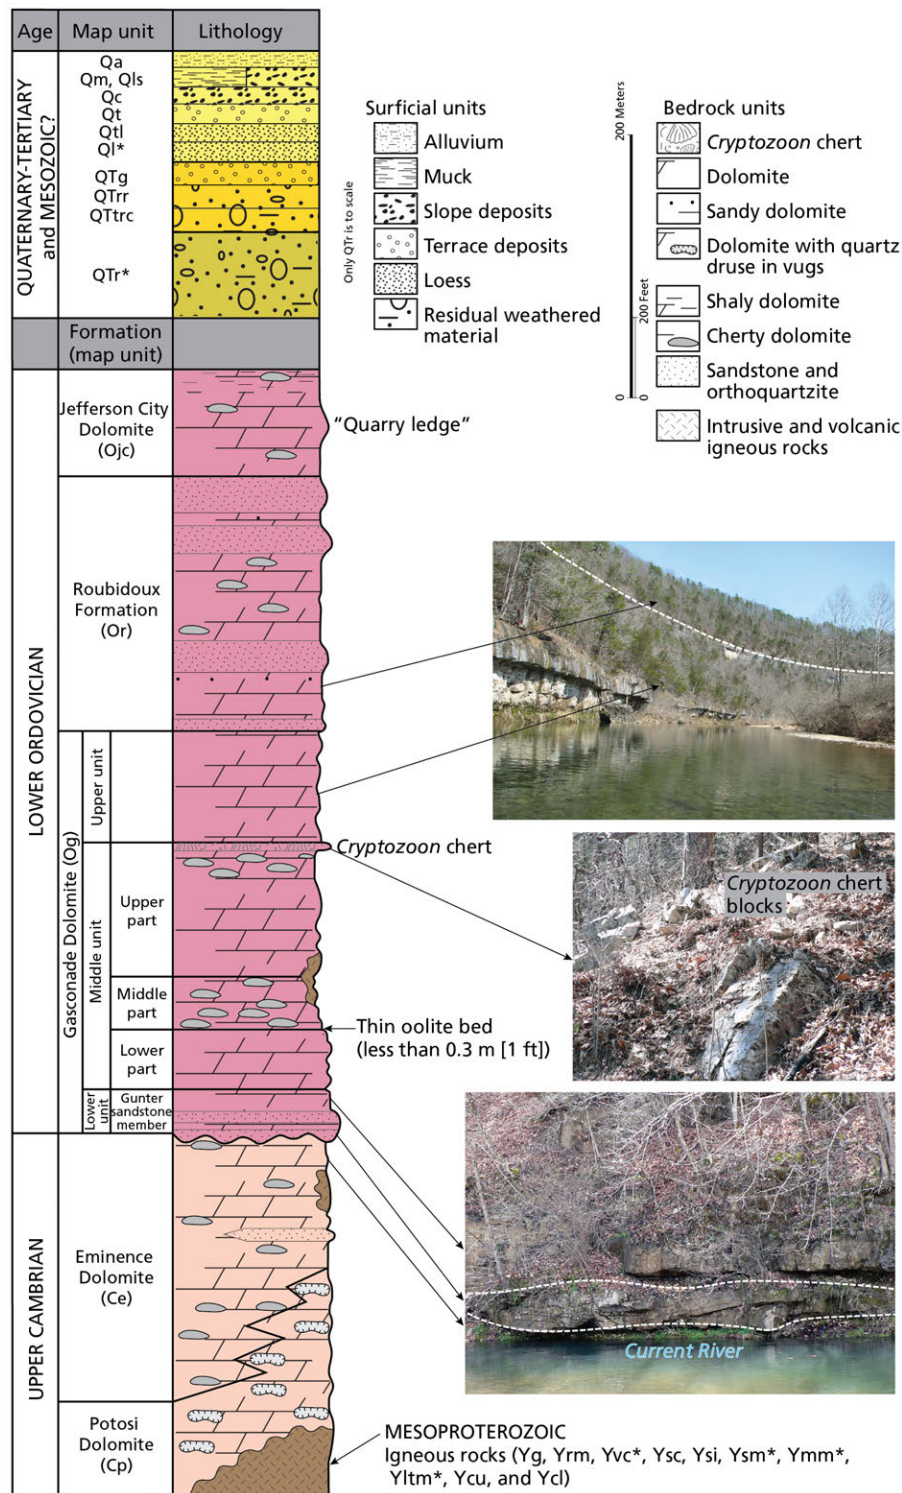 Age
Map unit
Lithology
QUATERNARY-TERTIARY
and MESOZOIC?
Qa
Qm, Qls
Qc
Qt
Qtl
Ql*
QTg
QTrr
QTtrc
QTr*
Only QTr is to scale
Surficial units
Alluvium
Muck
Slope deposits
Terrace deposits
Loess
Residual weathered
material
200 Meters
200 Feet
0
0
Bedrock units
Cryptozoon chert
Dolomite
Sandy dolomite
Dolomite with quartz
druse in vugs
Shaly dolomite
Cherty dolomite
Sandstone and
orthoquartzite
Intrusive and volcanic
igneous rocks
Formation
(map unit)
LOWER ORDOVICIAN
Jefferson City
Dolomite
(Ojc)
“Quarry ledge”
Roubidoux
Formation
(Or)
Gasconade Dolomite (Og)
Upper unit
Middle unit
Upper
part
Cryptozoon chert
Cryptozoon chert
blocks
Middle
part
Thin oolite bed
(less than 0.3 m [1 ft])
Lower
part
Lower
unit
Gunter
sandstone
member
UPPER CAMBRIAN
Eminence
Dolomite
(Ce)
Current River
Potosi
Dolomite
(Cp)
MESOPROTEROZOIC
Igneous rocks (Yg, Yrm, Yvc*, Ysc, Ysi, Ysm*, Ymm*,
Yltm*, Ycu, and Ycl)